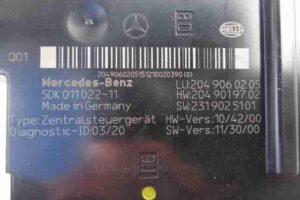 BD
HELLA
Q01
2049060205151210020390(0)
Mercedes-Benz
LU:204 906 02 05
5DK 011 022-11
HW:204 901 97 02
Made in Germany
SW:231 902 51 01
Type:Zentralsteuergerät
HW-Vers:10/42/00
Diagnostic-ID:03/20
SW-Vers:11/30/00